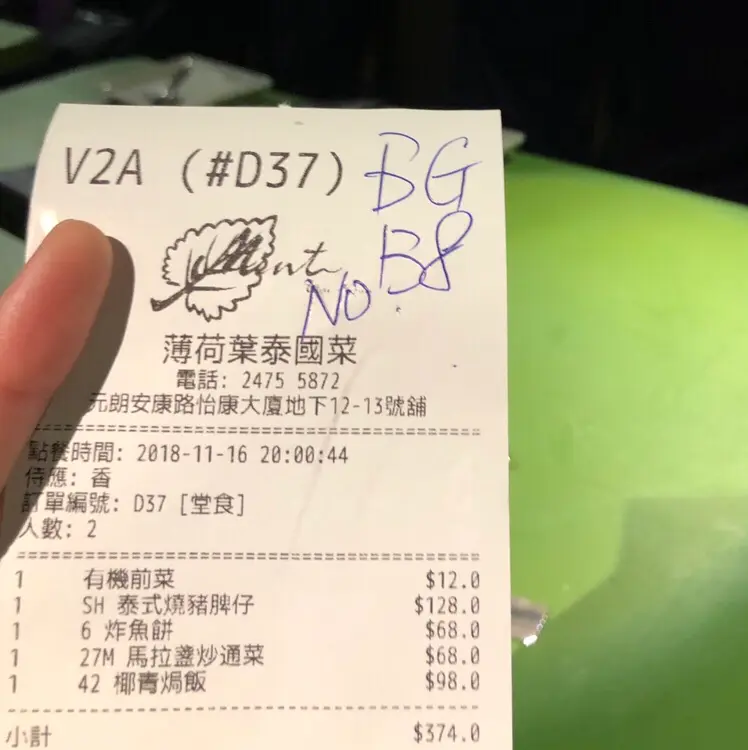 V2A (#D37) BG
Mint
NO B8
薄荷葉泰國菜
電話: 2475 5872
元朗安康路怡康大廈地下12-13號舖
點餐時間: 2018-11-16 20:00:44
侍應: 香
訂單編號: D37 [堂食]
人數: 2
1 有機前菜 $12.0
1 SH 泰式燒豬脾仔 $128.0
1 6 炸魚餅 $68.0
1 27M 馬拉盞炒通菜 $68.0
1 42 椰青焗飯 $98.0
小計 $374.0